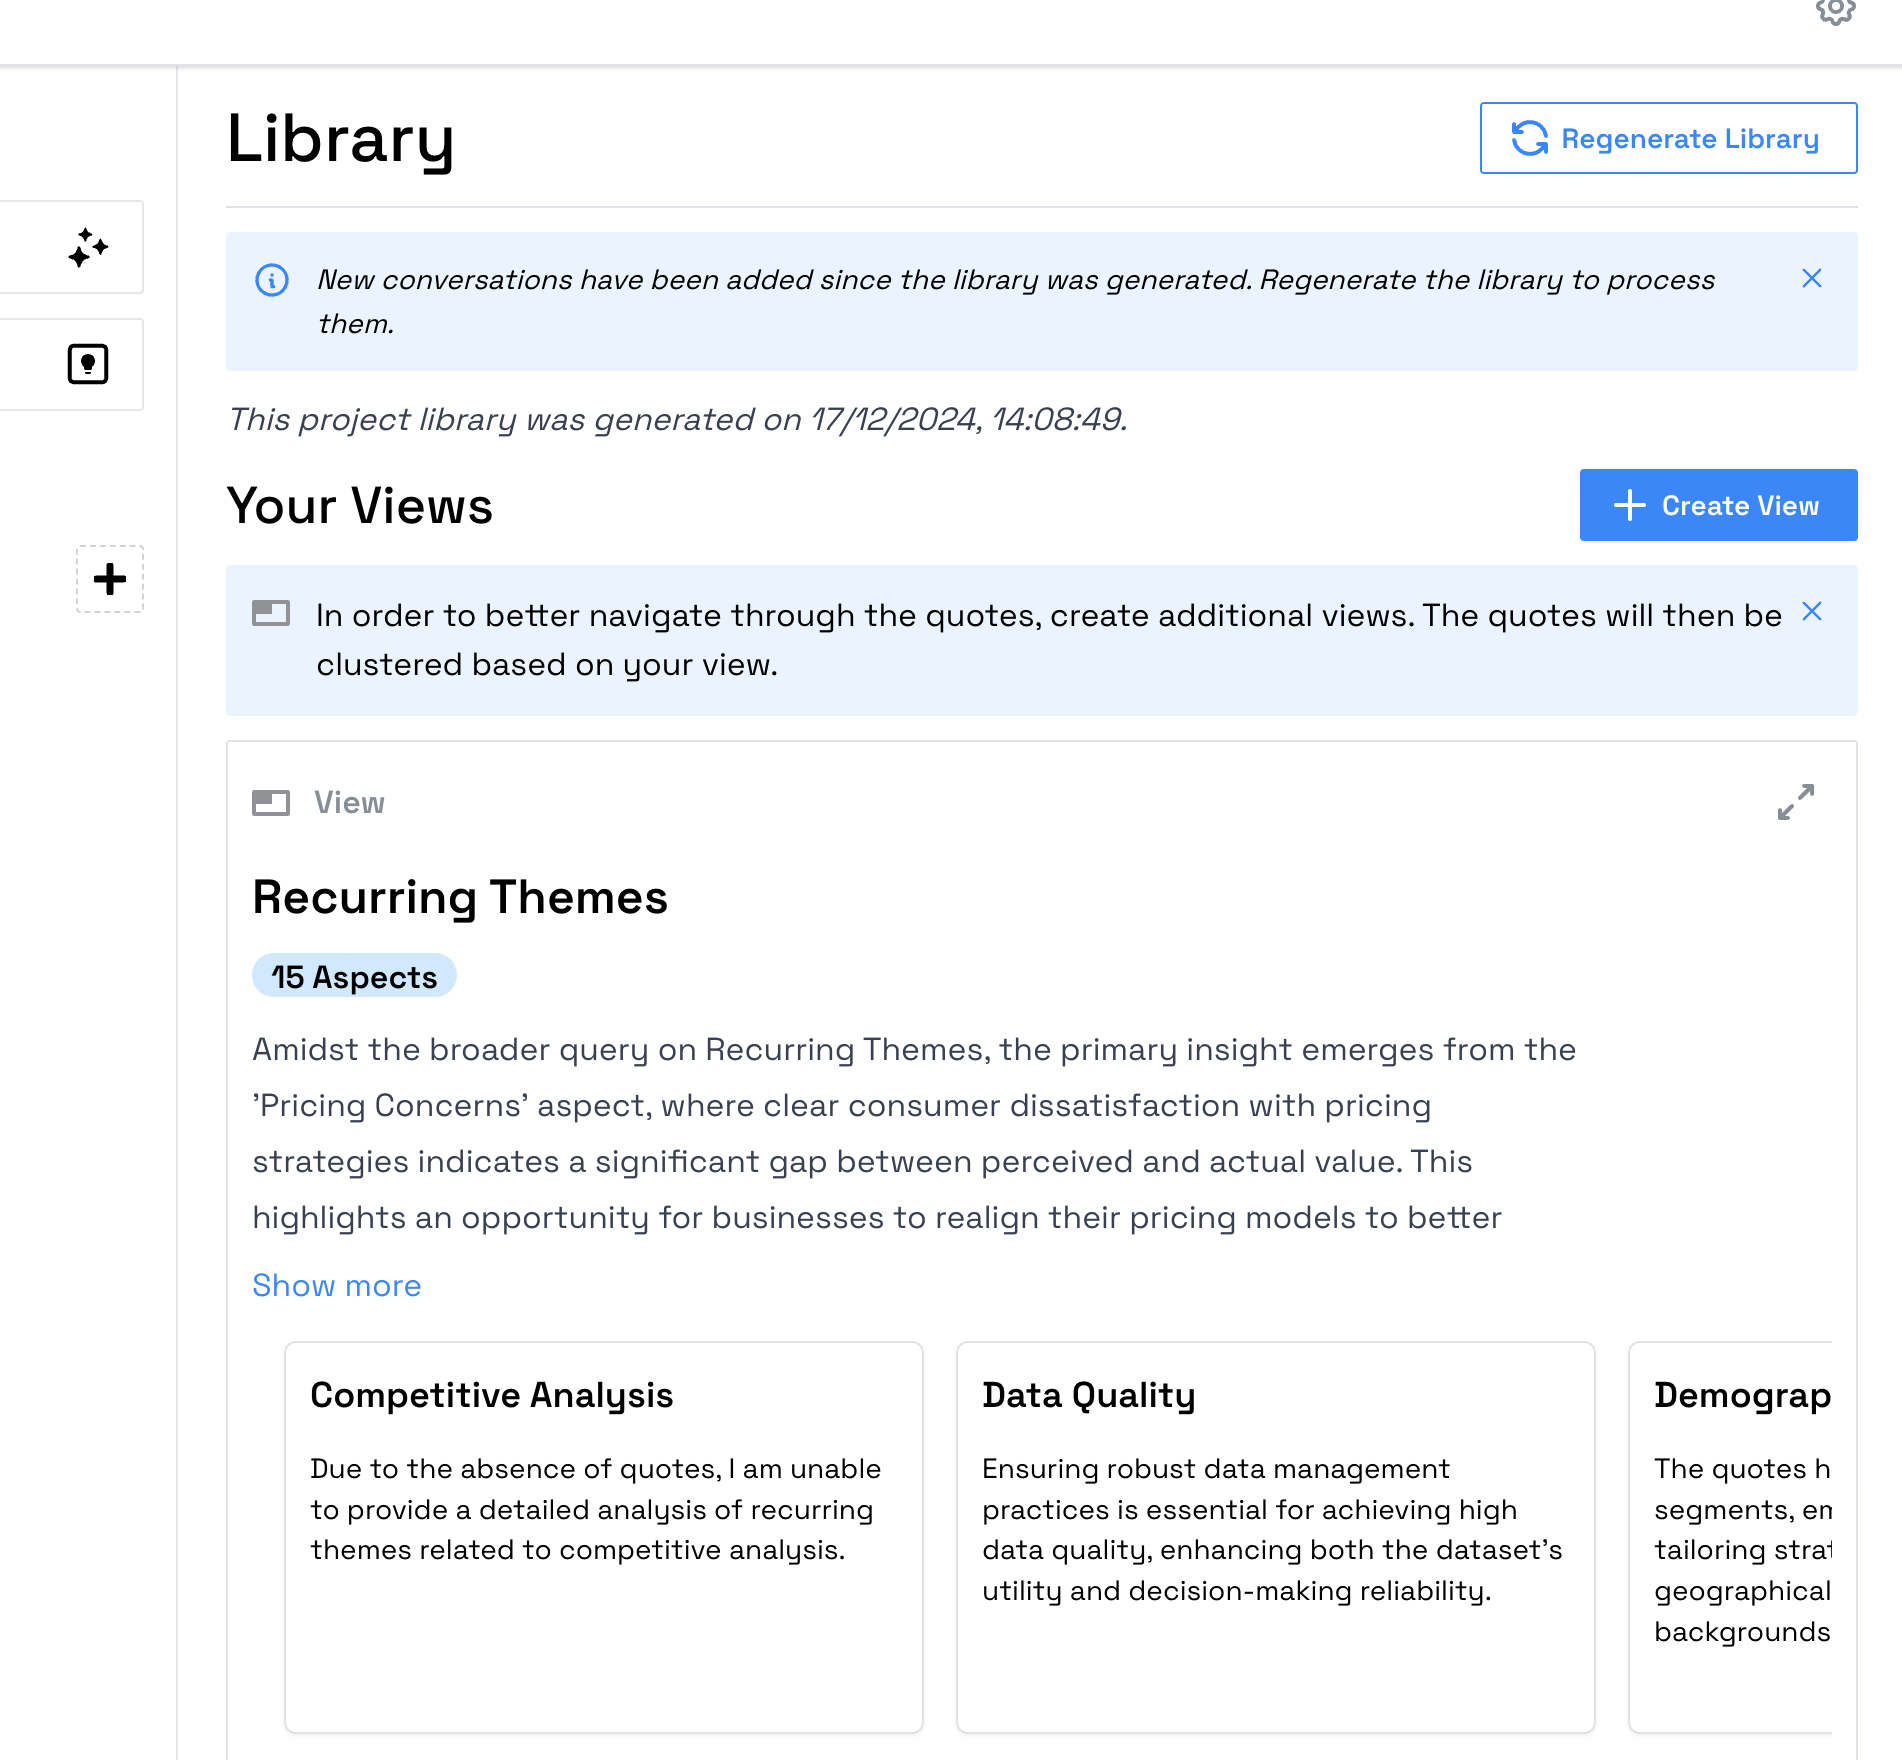 Library
Regenerate Library
New conversations have been added since the library was generated. Regenerate the library to process
them.
This project library was generated on 17/12/2024, 14:08:49.
Your Views
Create View
In order to better navigate through the quotes, create additional views. The quotes will then be
clustered based on your view.
View
Recurring Themes
15 Aspects
Amidst the broader query on Recurring Themes, the primary insight emerges from the
'Pricing Concerns' aspect, where clear consumer dissatisfaction with pricing
strategies indicates a significant gap between perceived and actual value. This
highlights an opportunity for businesses to realign their pricing models to better
Show more
Competitive Analysis
Due to the absence of quotes, I am unable
to provide a detailed analysis of recurring
themes related to competitive analysis.
Data Quality
Ensuring robust data management
practices is essential for achieving high
data quality, enhancing both the dataset's
utility and decision-making reliability.
Demograp
The quotes h
segments, em
tailoring strat
geographical
backgrounds